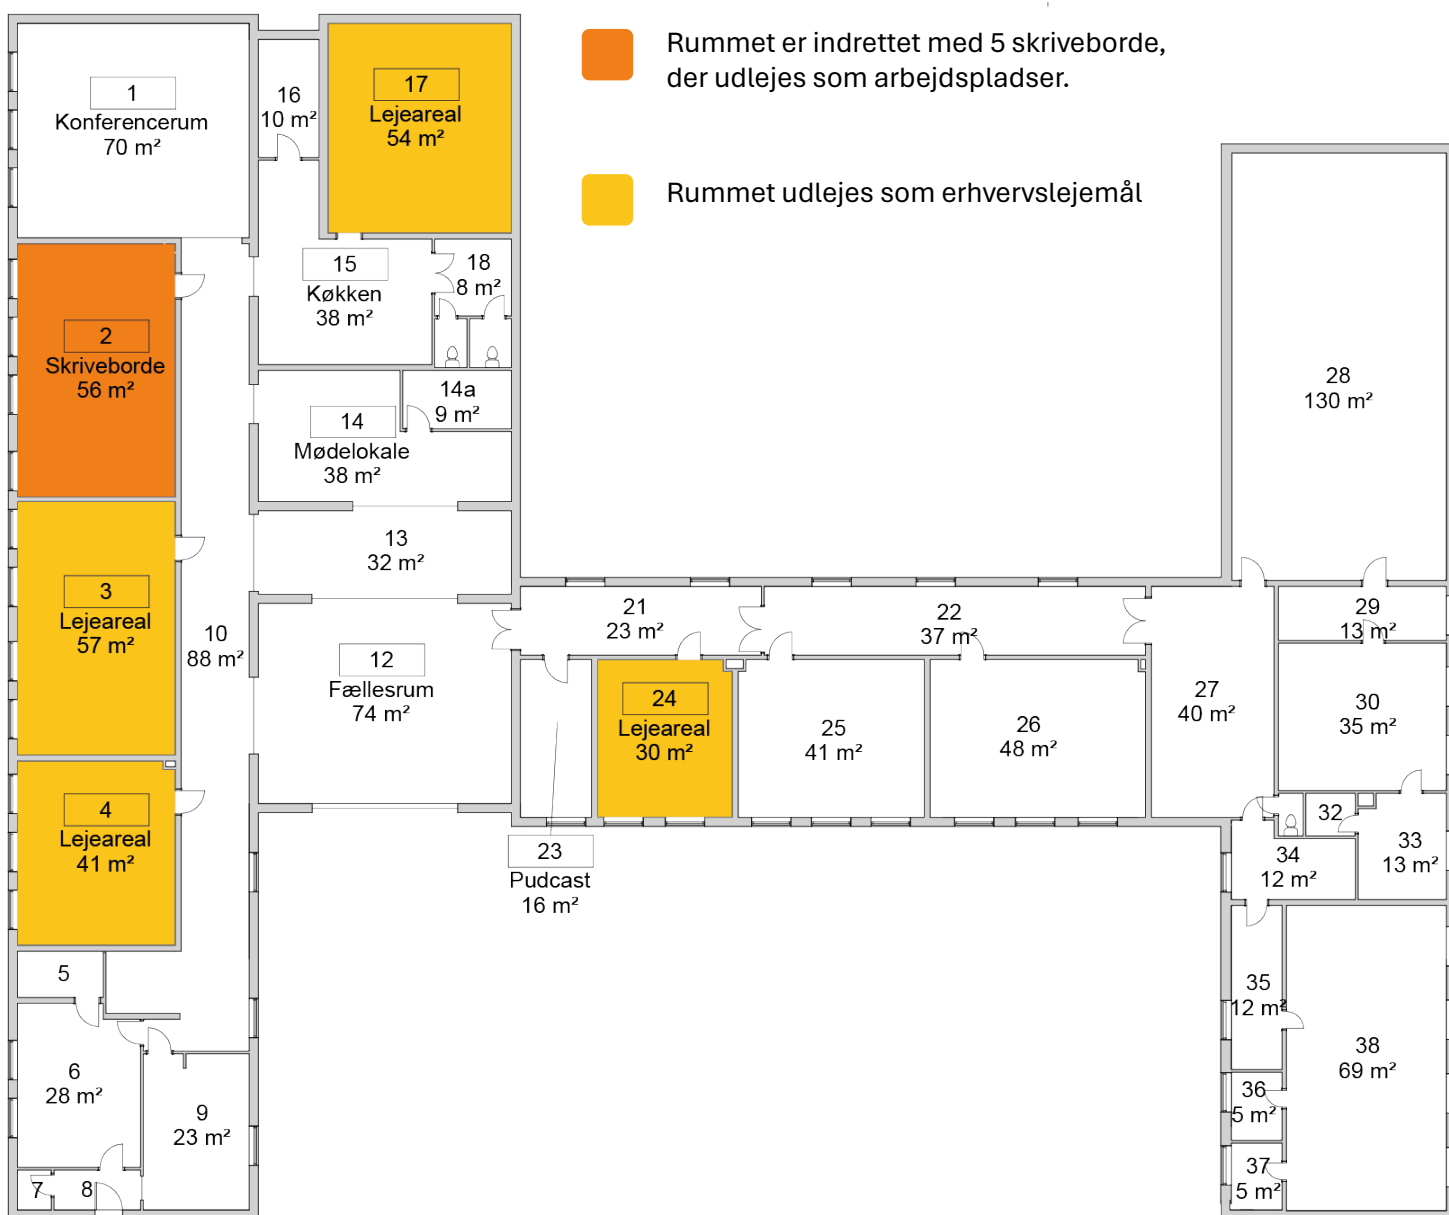 Rummet er indrettet med 5 skriveborde,
der udlejes som arbejdspladser.
Rummet udlejes som erhvervslejemål
1
Konferencerum
70 m²
16
10 m²
17
Lejeareal
54 m²
15
Køkken
38 m²
18
8 m²
2
Skriveborde
56 m²
14a
9 m²
14
Mødelokale
38 m²
28
130 m²
13
32 m²
3
Lejeareal
57 m²
10
88 m²
12
Fællesrum
74 m²
21
23 m²
22
37 m²
29
13 m²
24
Lejeareal
30 m²
25
41 m²
26
48 m²
27
40 m²
30
35 m²
4
Lejeareal
41 m²
23
Pudcast
16 m²
32
33
13 m²
34
12 m²
5
35
12 m²
6
28 m²
9
23 m²
38
69 m²
36
5 m²
37
5 m²
7
8